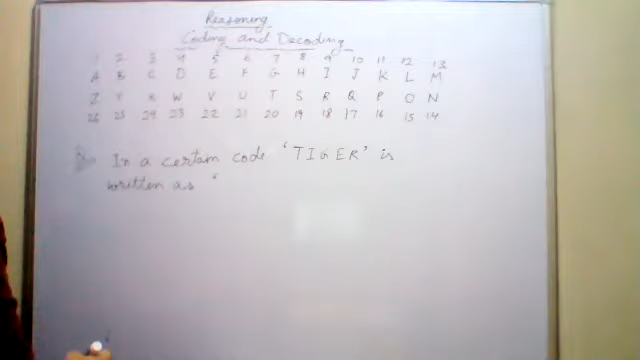 Reasoning
Coding and Decoding
1 2 3 4 5 6 7 8 9 10 11 12 13
A B C D E F G H I J K L M
Z Y X W V U T S R Q P O N
26 25 24 23 22 21 20 19 18 17 16 15 14
In a certain code 'TIGER' is
written as '